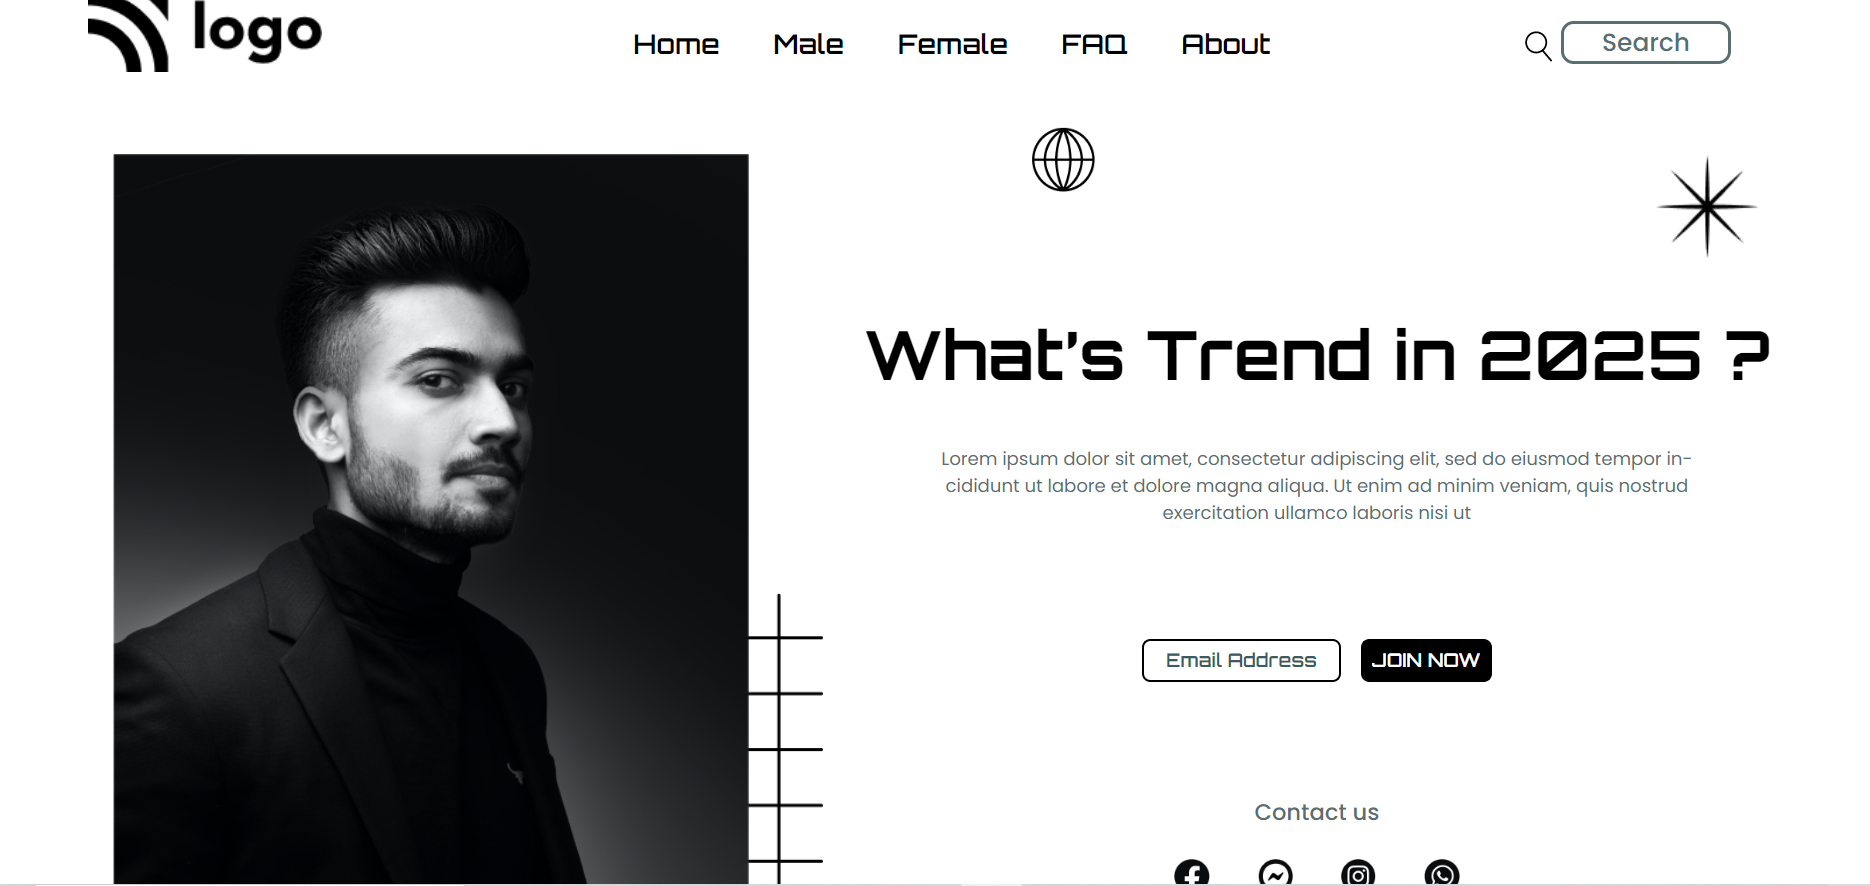 logo
Home Male Female FAQ About
Search
What's Trend in 2025 ?
Lorem ipsum dolor sit amet, consectetur adipiscing elit, sed do eiusmod tempor in-
cididunt ut labore et dolore magna aliqua. Ut enim ad minim veniam, quis nostrud
exercitation ullamco laboris nisi ut
Email Address JOIN NOW
Contact us